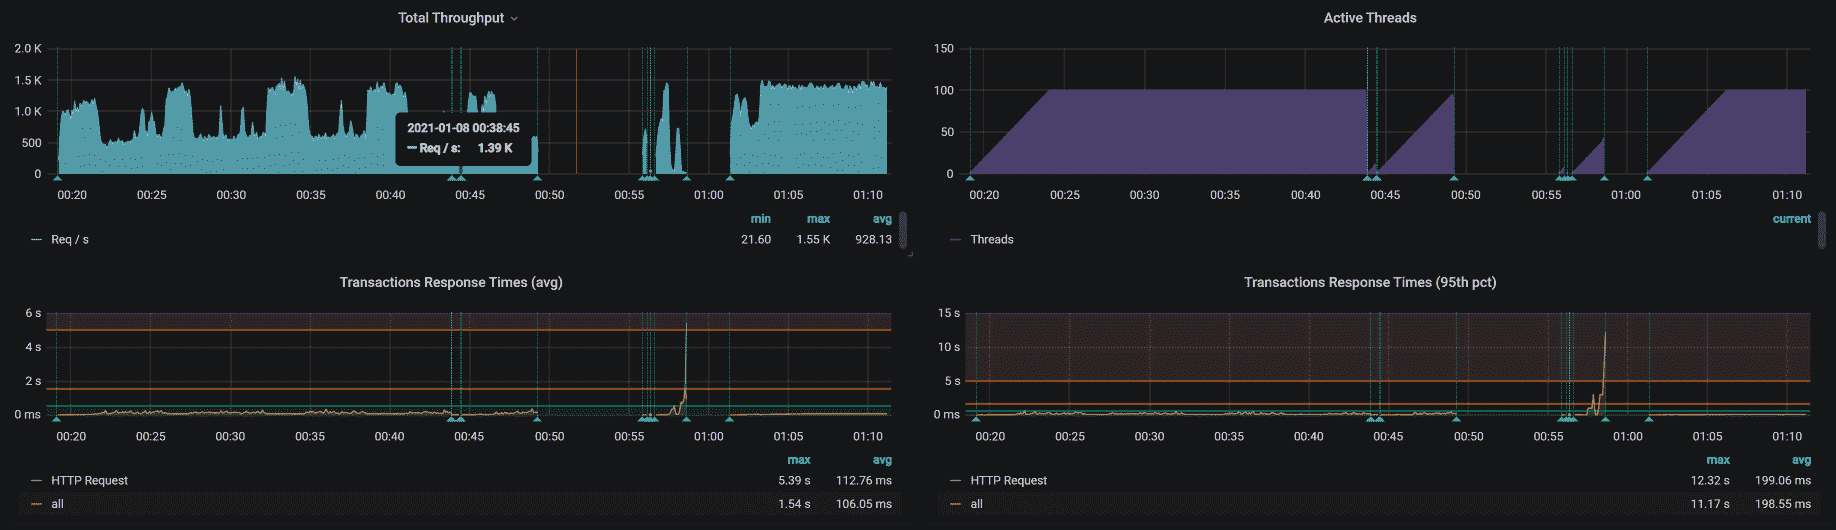 Total Throughput
2.0 K
1.5 K
1.0 K
500
0
2021-01-08 00:38:45
Req / s: 1.39 K
00:20 00:25 00:30 00:35 00:40 00:45 00:50 00:55 01:00 01:05 01:10
min max avg
Req / s 21.60 1.55 K 928.13
Active Threads
150
100
50
0
00:20 00:25 00:30 00:35 00:40 00:45 00:50 00:55 01:00 01:05 01:10
current
Threads
Transactions Response Times (avg)
6 s
4 s
2 s
0 ms
00:20 00:25 00:30 00:35 00:40 00:45 00:50 00:55 01:00 01:05 01:10
max avg
HTTP Request 5.39 s 112.76 ms
all 1.54 s 106.05 ms
Transactions Response Times (95th pct)
15 s
10 s
5 s
0 ms
00:20 00:25 00:30 00:35 00:40 00:45 00:50 00:55 01:00 01:05 01:10
max avg
HTTP Request 12.32 s 199.06 ms
all 11.17 s 198.55 ms